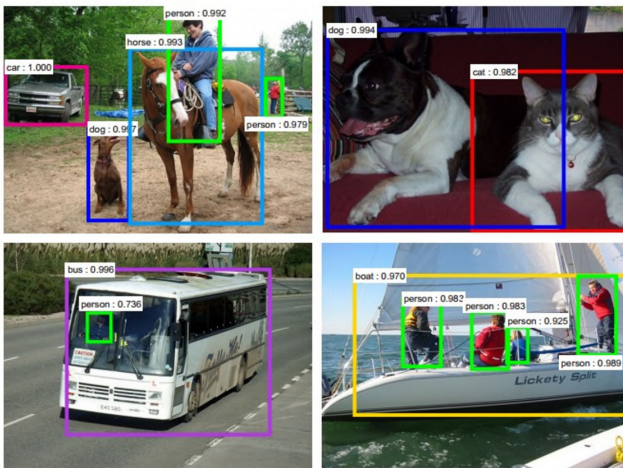 person : 0.992
horse : 0.993
car : 1.000
dog : 0.997
person : 0.979
dog : 0.994
cat : 0.982
bus : 0.996
person : 0.736
CAUTION
boat : 0.970
person : 0.983
person : 0.983
person : 0.925
person : 0.989
Lickety Split